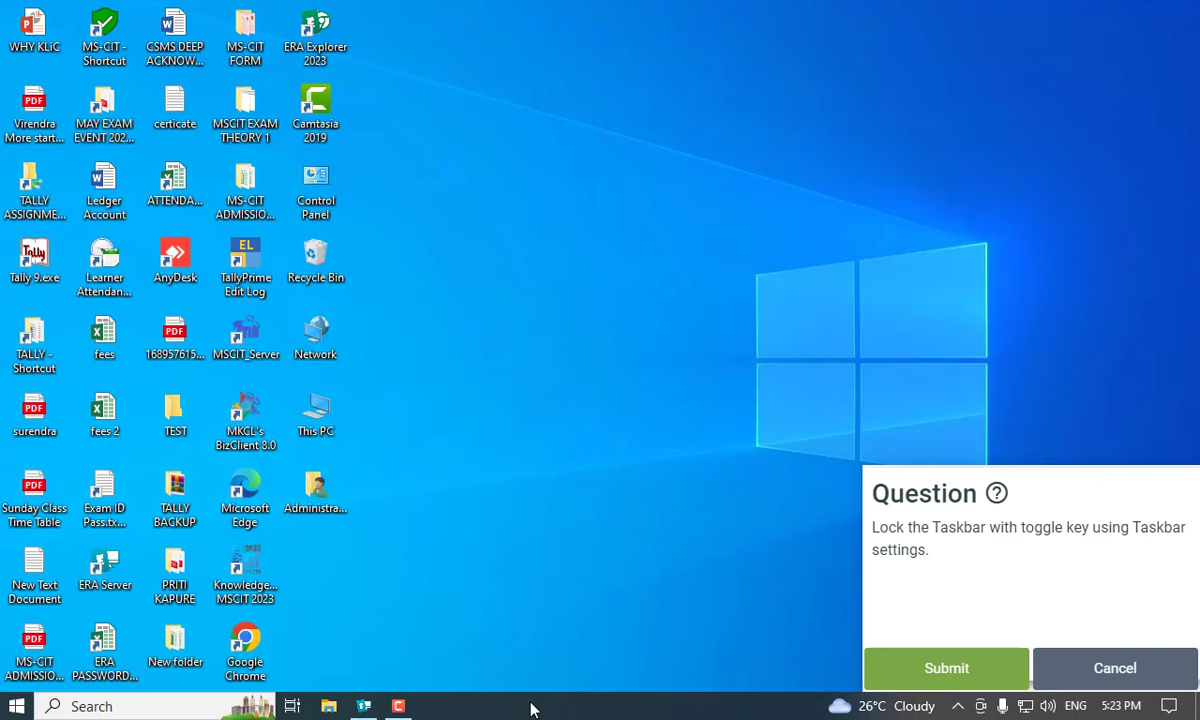 WHY KLiC
MS-CIT -
Shortcut
CSMS DEEP
ACKNOW...
MS-CIT
FORM
ERA Explorer
2023
Virendra
More start...
MAY EXAM
EVENT 202...
certicate
MSCIT EXAM
THEORY 1
Camtasia
2019
TALLY
ASSIGNME...
Ledger
Account
ATTENDA...
MS-CIT
ADMISSIO...
Control
Panel
Tally 9.exe
Learner
Attendan...
AnyDesk
TallyPrime
Edit Log
Recycle Bin
TALLY -
Shortcut
fees
168957615...
MSCIT_Server
Network
surendra
fees 2
TEST
MKCL's
BizClient 8.0
This PC
Sunday Class
Time Table
Exam ID
Pass.tx...
TALLY
BACKUP
Microsoft
Edge
Administra...
New Text
Document
ERA Server
PRITI
KAPURE
Knowledge...
MSCIT 2023
MS-CIT
ADMISSIO...
ERA
PASSWORD...
New folder
Google
Chrome
Question ?
Lock the Taskbar with toggle key using Taskbar
settings.
Submit Cancel
Search
26°C Cloudy ENG 5:23 PM